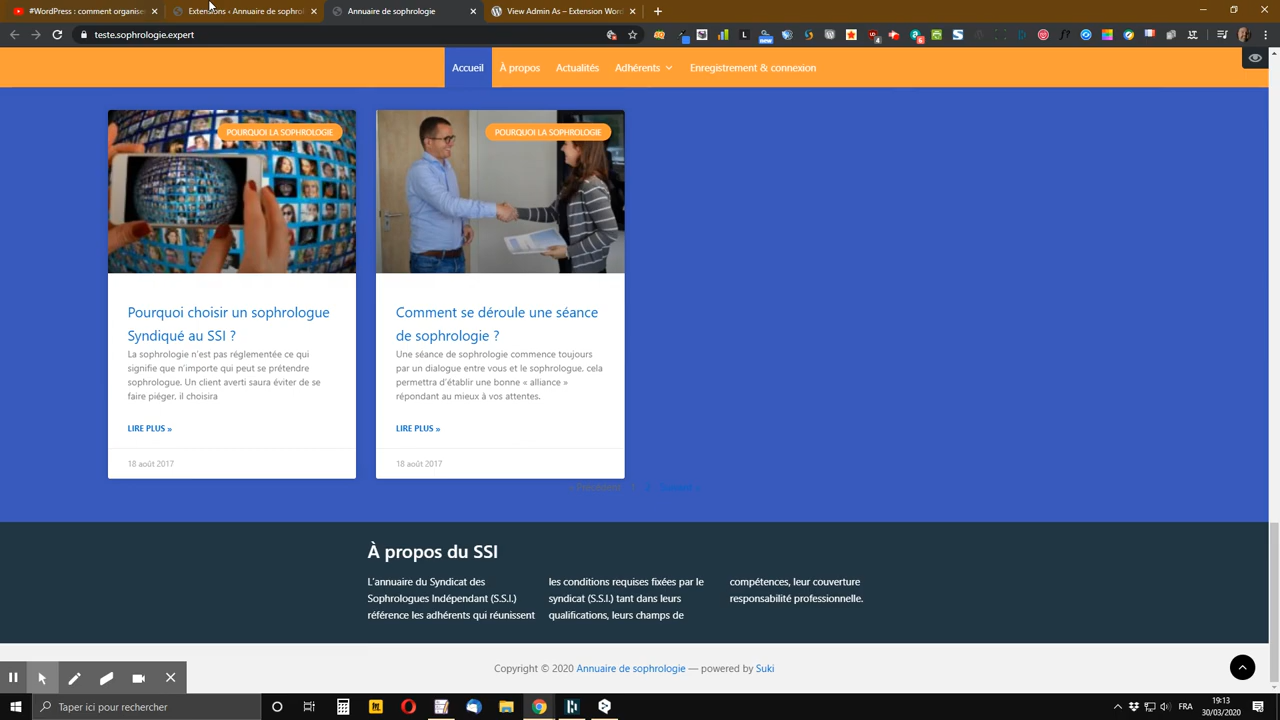 #WordPress : comment organise
Extensions
WP View Admin As – Extension Wor
teste.sophrologie.expert
Accueil
À propos
Actualités
Adhérents
Enregistrement & connexion
POURQUOI LA SOPHROLOGIE
POURQUOI LA SOPHROLOGIE
Pourquoi choisir un sophrologue
Syndiqué au SSI ?
La sophrologie n'est pas réglementée ce qui
signifie que n'importe qui peut se prétendre
sophrologue. Un client averti saura éviter de se
faire piéger, il choisira
LIRE PLUS »
18 août 2017
Comment se déroule une séance
de sophrologie ?
Une séance de sophrologie commence toujours
par un dialogue entre vous et le sophrologue, cela
permettra d'établir une bonne « alliance »
répondant au mieux à vos attentes.
LIRE PLUS »
18 août 2017
À propos du SSI
L'annuaire du Syndicat des
Sophrologues Indépendant (S.S.I.)
référence les adhérents qui réunissent
les conditions requises fixées par le
syndicat (S.S.I.) tant dans leurs
qualifications, leurs champs de
compétences, leur couverture
responsabilité professionnelle.
Copyright © 2020 Annuaire de sophrologie — powered by Suki
Taper ici pour rechercher
FRA
19:13
30/03/2020